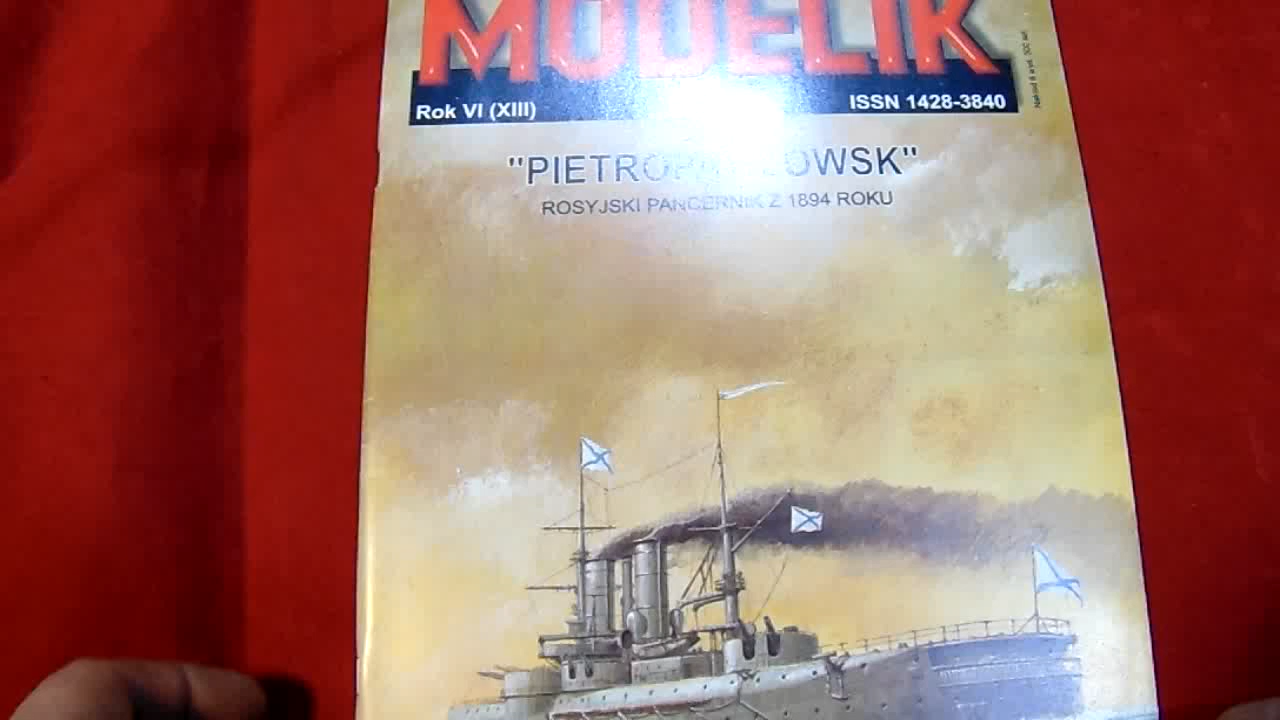 MODELIK
Rok VI (XIII)
ISSN 1428-3840
ROSYJSKI PANCERNIK Z 1894 ROKU